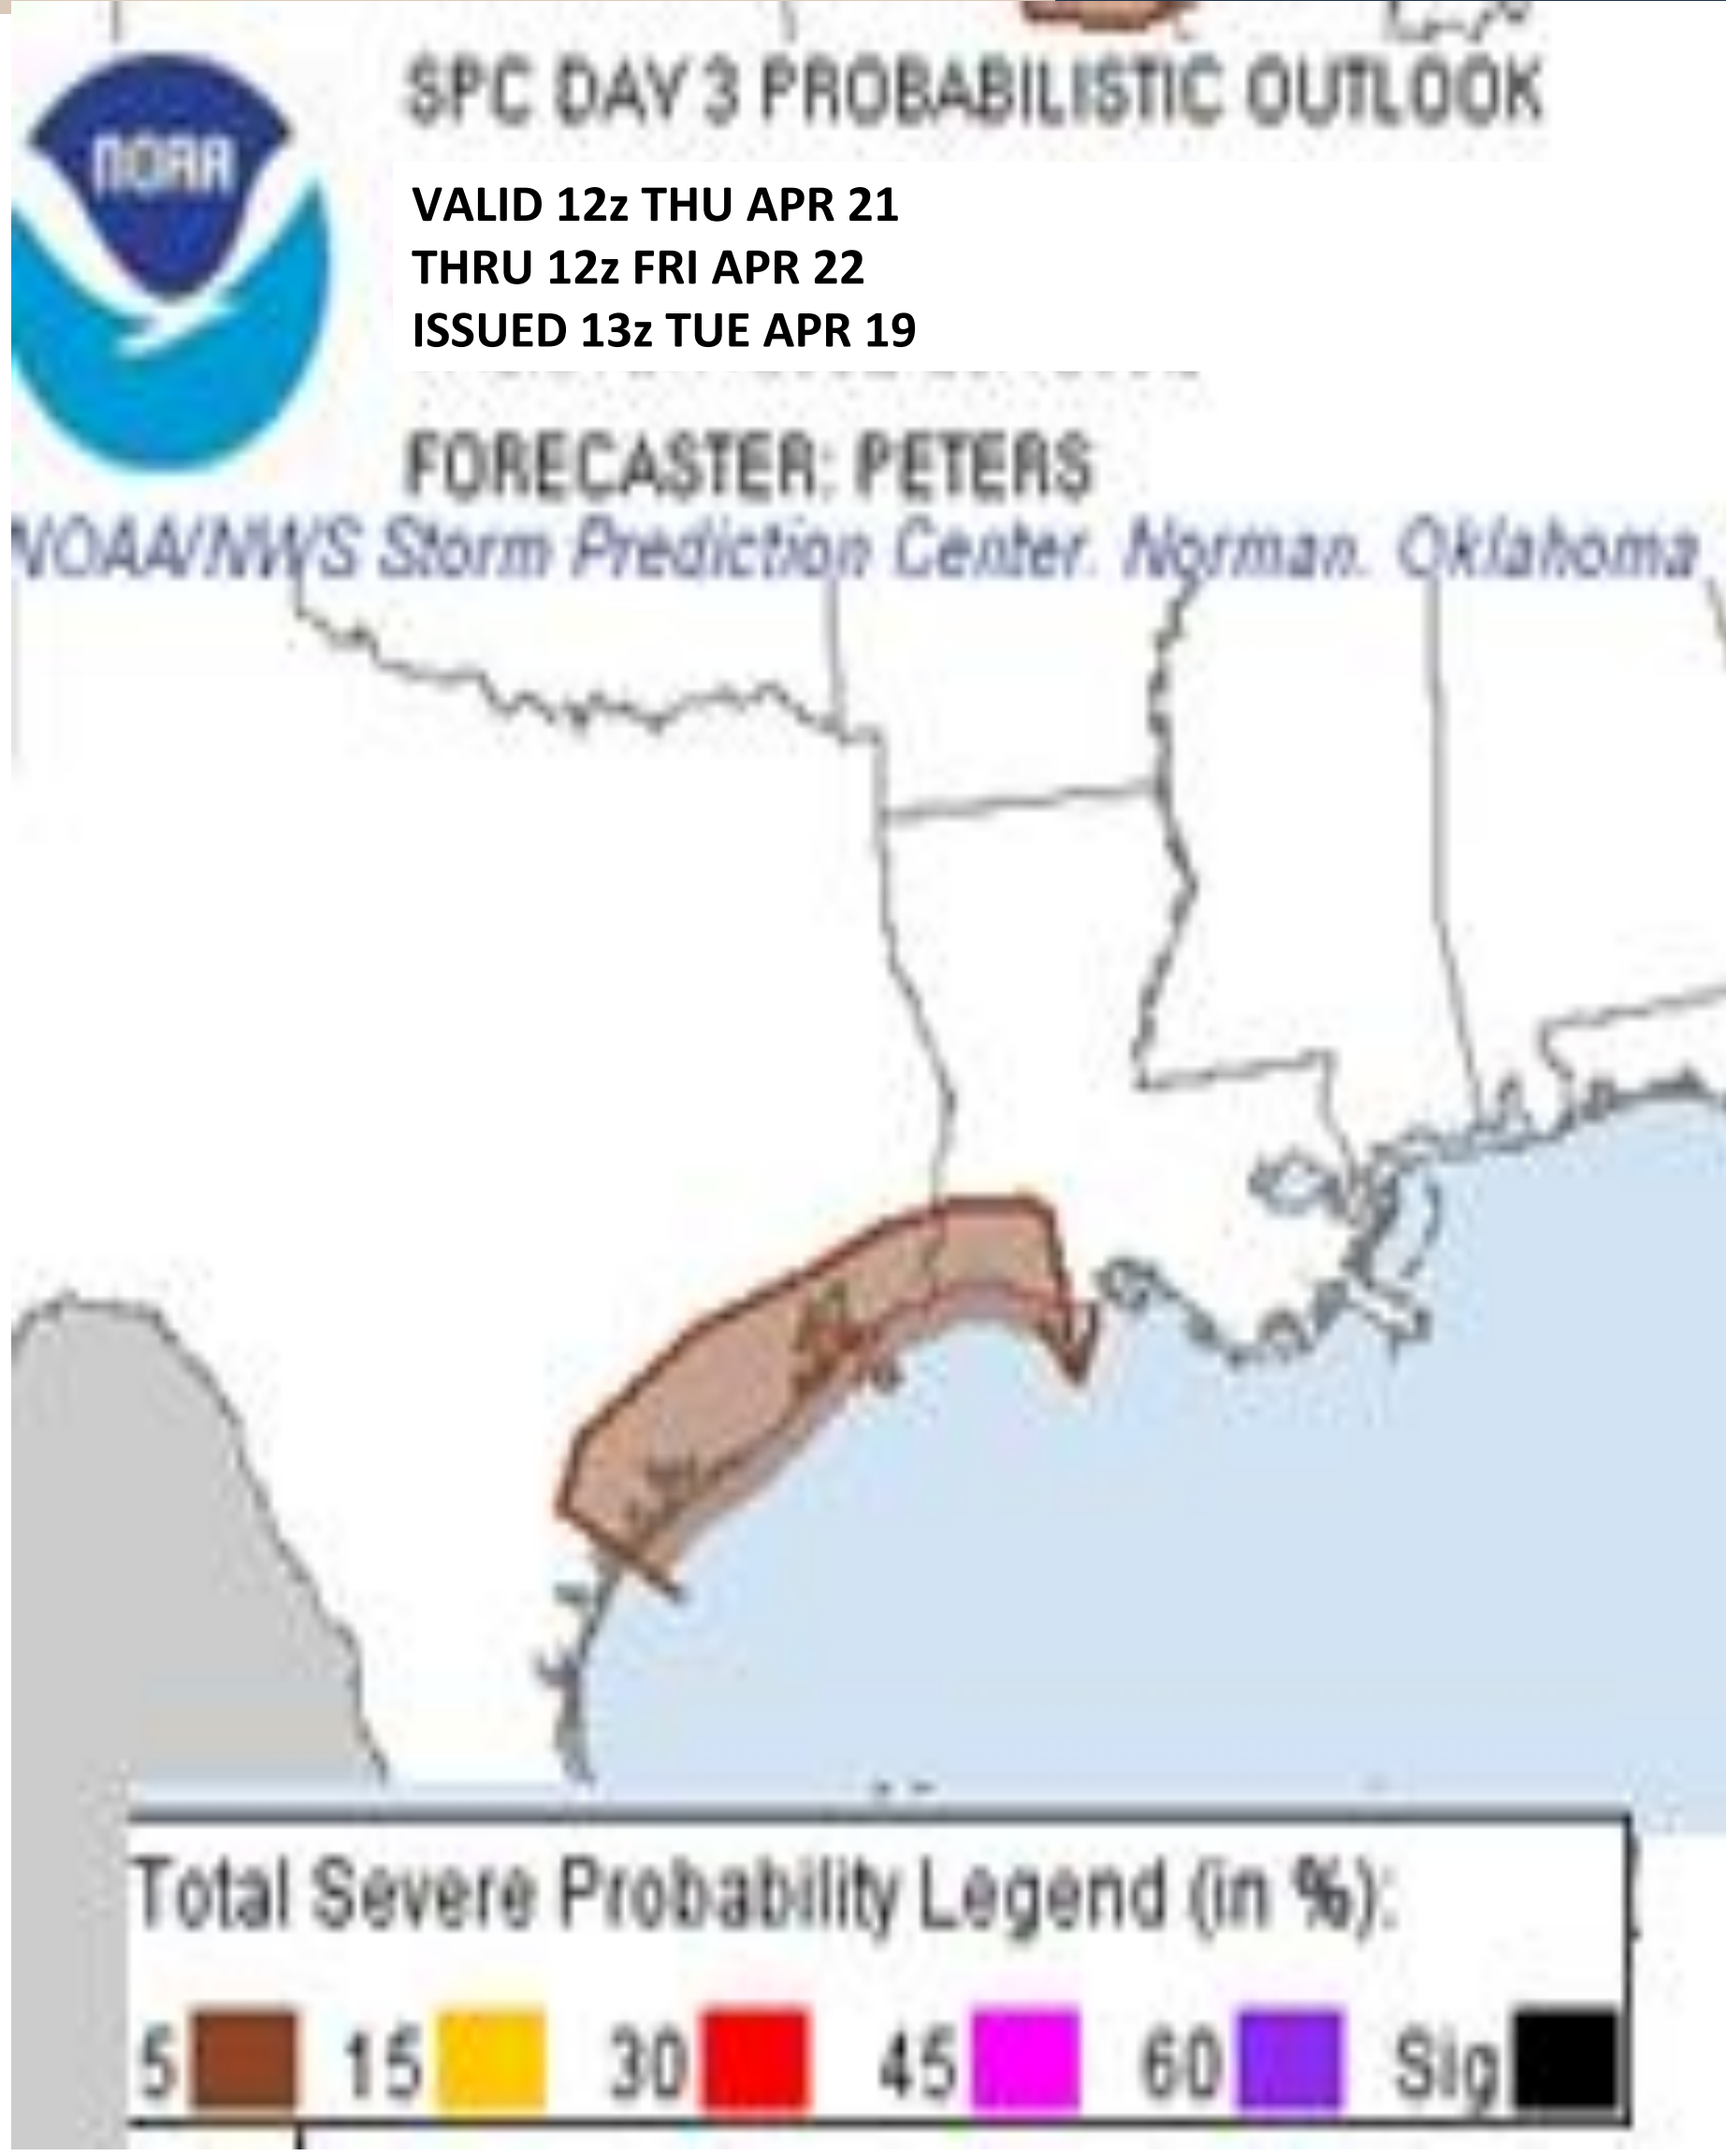 SPC DAY 3 PROBABILISTIC OUTLOOK
NOAA
VALID 12z THU APR 21
THRU 12z FRI APR 22
ISSUED 13z TUE APR 19
FORECASTER: PETERS
NOAA/NWS Storm Prediction Center. Norman. Oklahoma
Total Severe Probability Legend (in %):
5 15 30 45 60 Sig